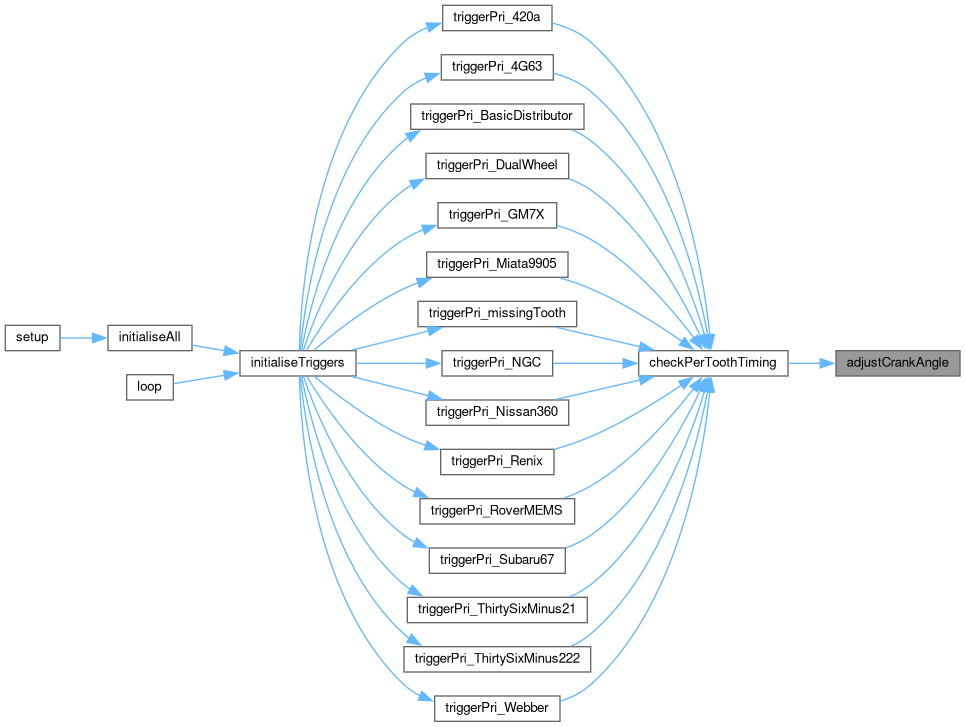 setup
initialiseAll
loop
initialiseTriggers
triggerPri_420a
triggerPri_4G63
triggerPri_BasicDistributor
triggerPri_DualWheel
triggerPri_GM7X
triggerPri_Miata9905
triggerPri_missingTooth
triggerPri_NGC
triggerPri_Nissan360
triggerPri_Renix
triggerPri_RoverMEMS
triggerPri_Subaru67
triggerPri_ThirtySixMinus21
triggerPri_ThirtySixMinus222
triggerPri_Webber
checkPerToothTiming
adjustCrankAngle